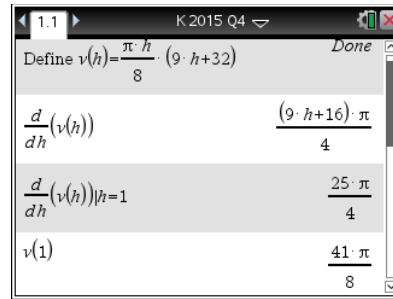 1.1 K 2015 Q4
Define v(h)=π·h/8·(9·h+32) Done
d/dh(v(h)) (9·h+16)·π/4
d/dh(v(h))|h=1 25·π/4
v(1) 41·π/8